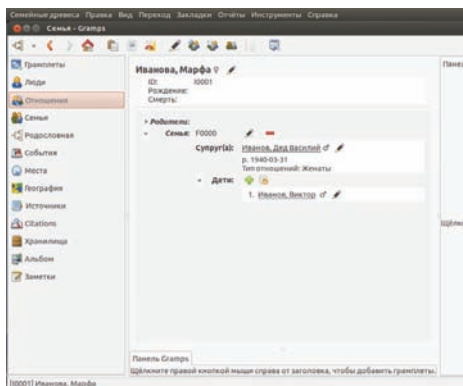 Семейные древеса Правка Вид Переход Закладки Отчёты Инструменты Справка
Семья - Gramps
Грамплеты
Люди
Отношения
Семьи
Родословная
События
Места
География
Источники
Citations
Хранилища
Альбом
Заметки
Иванова, Марфа ♀
ID: I0001
Рождение:
Смерть:
Родители:
Семья: F0000
Супруг(а): Иванов, Дед Василий ♂
р. 1940-03-31
Тип отношений: Женаты
Дети:
1. Иванов, Виктор ♂
Панель Gramps
Щёлкните правой кнопкой мыши справа от заголовка, чтобы добавить грамплеты.
[I0001] Иванова, Марфа